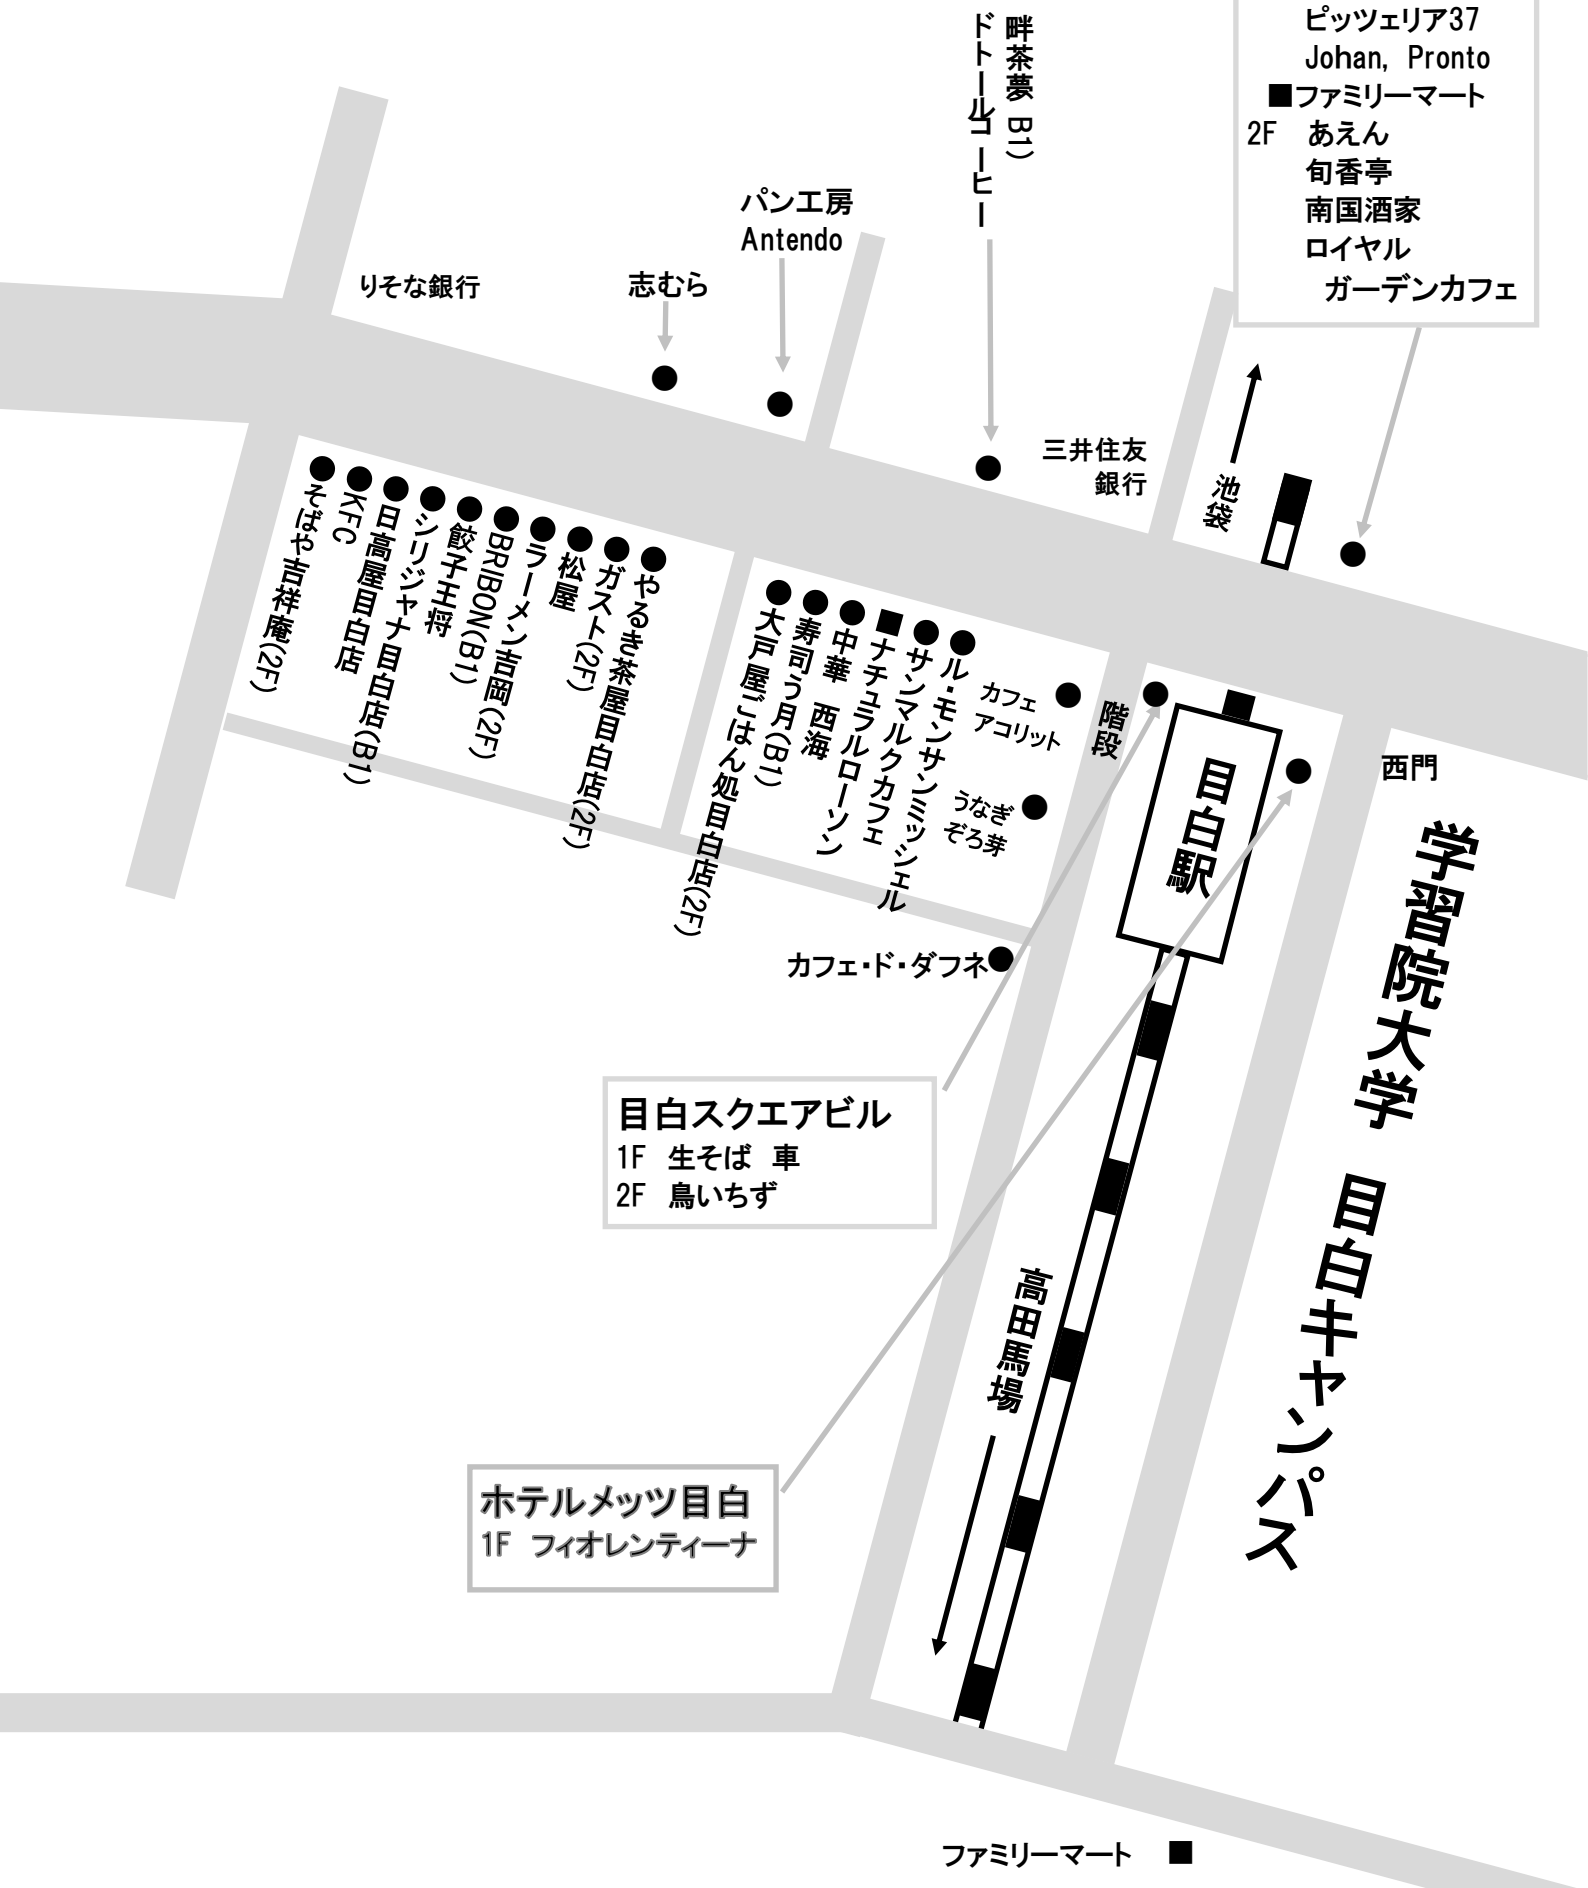 ピッツェリア37
Johan, Pronto
■ファミリーマート
2F　あえん
旬香亭
南国酒家
ロイヤル
ガーデンカフェ
畔茶夢 B1)
ドトールコーヒー
パン工房
Antendo
志むら
りそな銀行
三井住友
銀行
池袋
そばや吉祥庵(2F)
KFC
日高屋目白店
シリジャナ目白店(B1)
餃子王将
BRIBON(B1)
ラーメン吉岡(2F)
松屋
ガスト(2F)
やるき茶屋目白店(2F)
大戸屋ごはん処目白店(2F)
寿司う月(B1)
中華　西海
ナチュラルローソン
サンマルクカフェ
ル・モンサンミッシェル
カフェ
アコリット
うなぎ
ぞろ芽
階段
目白駅
西門
カフェ・ド・ダフネ
学習院大学　目白キャンパス
目白スクエアビル
1F　生そば　車
2F　鳥いちず
高田馬場
ホテルメッツ目白
1F　フィオレンティーナ
ファミリーマート　■